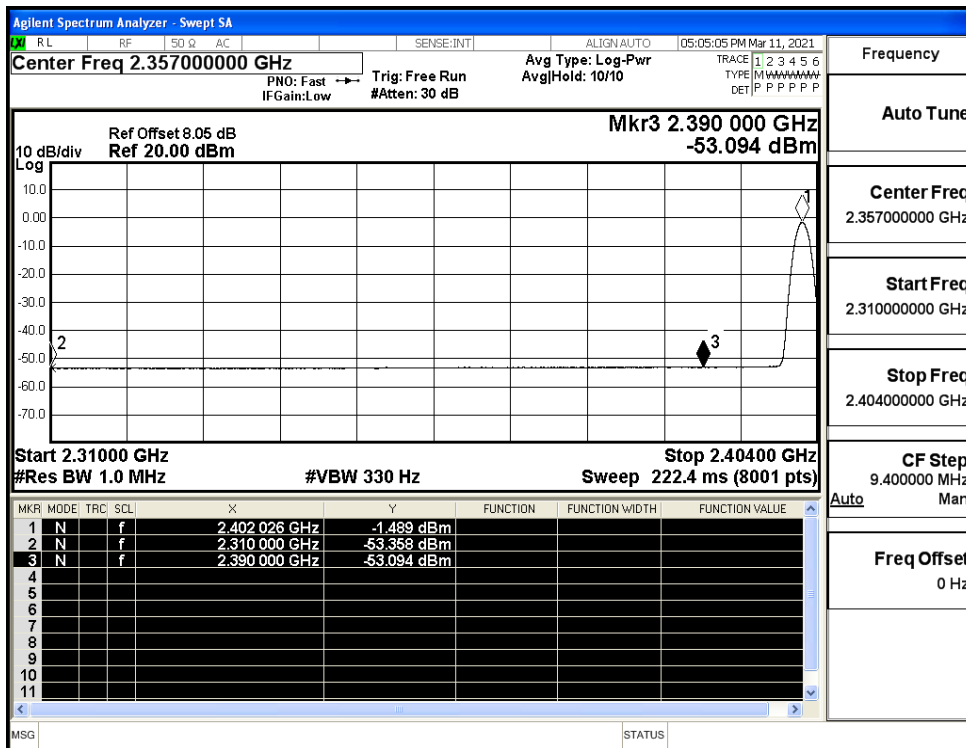 Agilent Spectrum Analyzer - Swept SA
LXI RL RF 50 Ω AC SENSE:INT ALIGN AUTO 05:05:05 PM Mar 11, 2021
Center Freq 2.357000000 GHz
PNO: Fast
IFGain:Low
Trig: Free Run
#Atten: 30 dB
Avg Type: Log-Pwr
Avg|Hold: 10/10
TRACE 1 2 3 4 5 6
TYPE M WWWWW
DET P P P P P P
Ref Offset 8.05 dB
10 dB/div Ref 20.00 dBm
Log
Mkr3 2.390 000 GHz
-53.094 dBm
10.0
0.00
-10.0
-20.0
-30.0
-40.0
-50.0
-60.0
-70.0
1
2
3
Start 2.31000 GHz Stop 2.40400 GHz
#Res BW 1.0 MHz #VBW 330 Hz Sweep 222.4 ms (8001 pts)
MKR MODE TRC SCL X Y FUNCTION FUNCTION WIDTH FUNCTION VALUE
1 N f 2.402 026 GHz -1.489 dBm
2 N f 2.310 000 GHz -53.358 dBm
3 N f 2.390 000 GHz -53.094 dBm
4
5
6
7
8
9
10
11
MSG STATUS
Frequency
Auto Tune
Center Freq
2.357000000 GHz
Start Freq
2.310000000 GHz
Stop Freq
2.404000000 GHz
CF Step
9.400000 MHz
Auto Man
Freq Offset
0 Hz